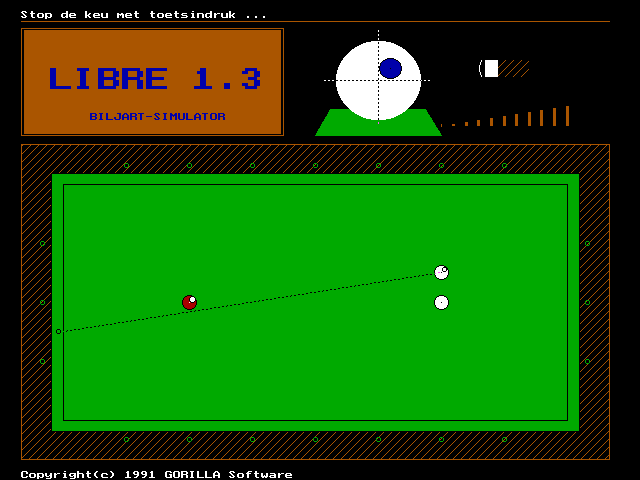 Stop de keu met toetsindruk ...
LIBRE 1.3
BILJART-SIMULATOR
Copyright(c) 1991 GORILLA Software